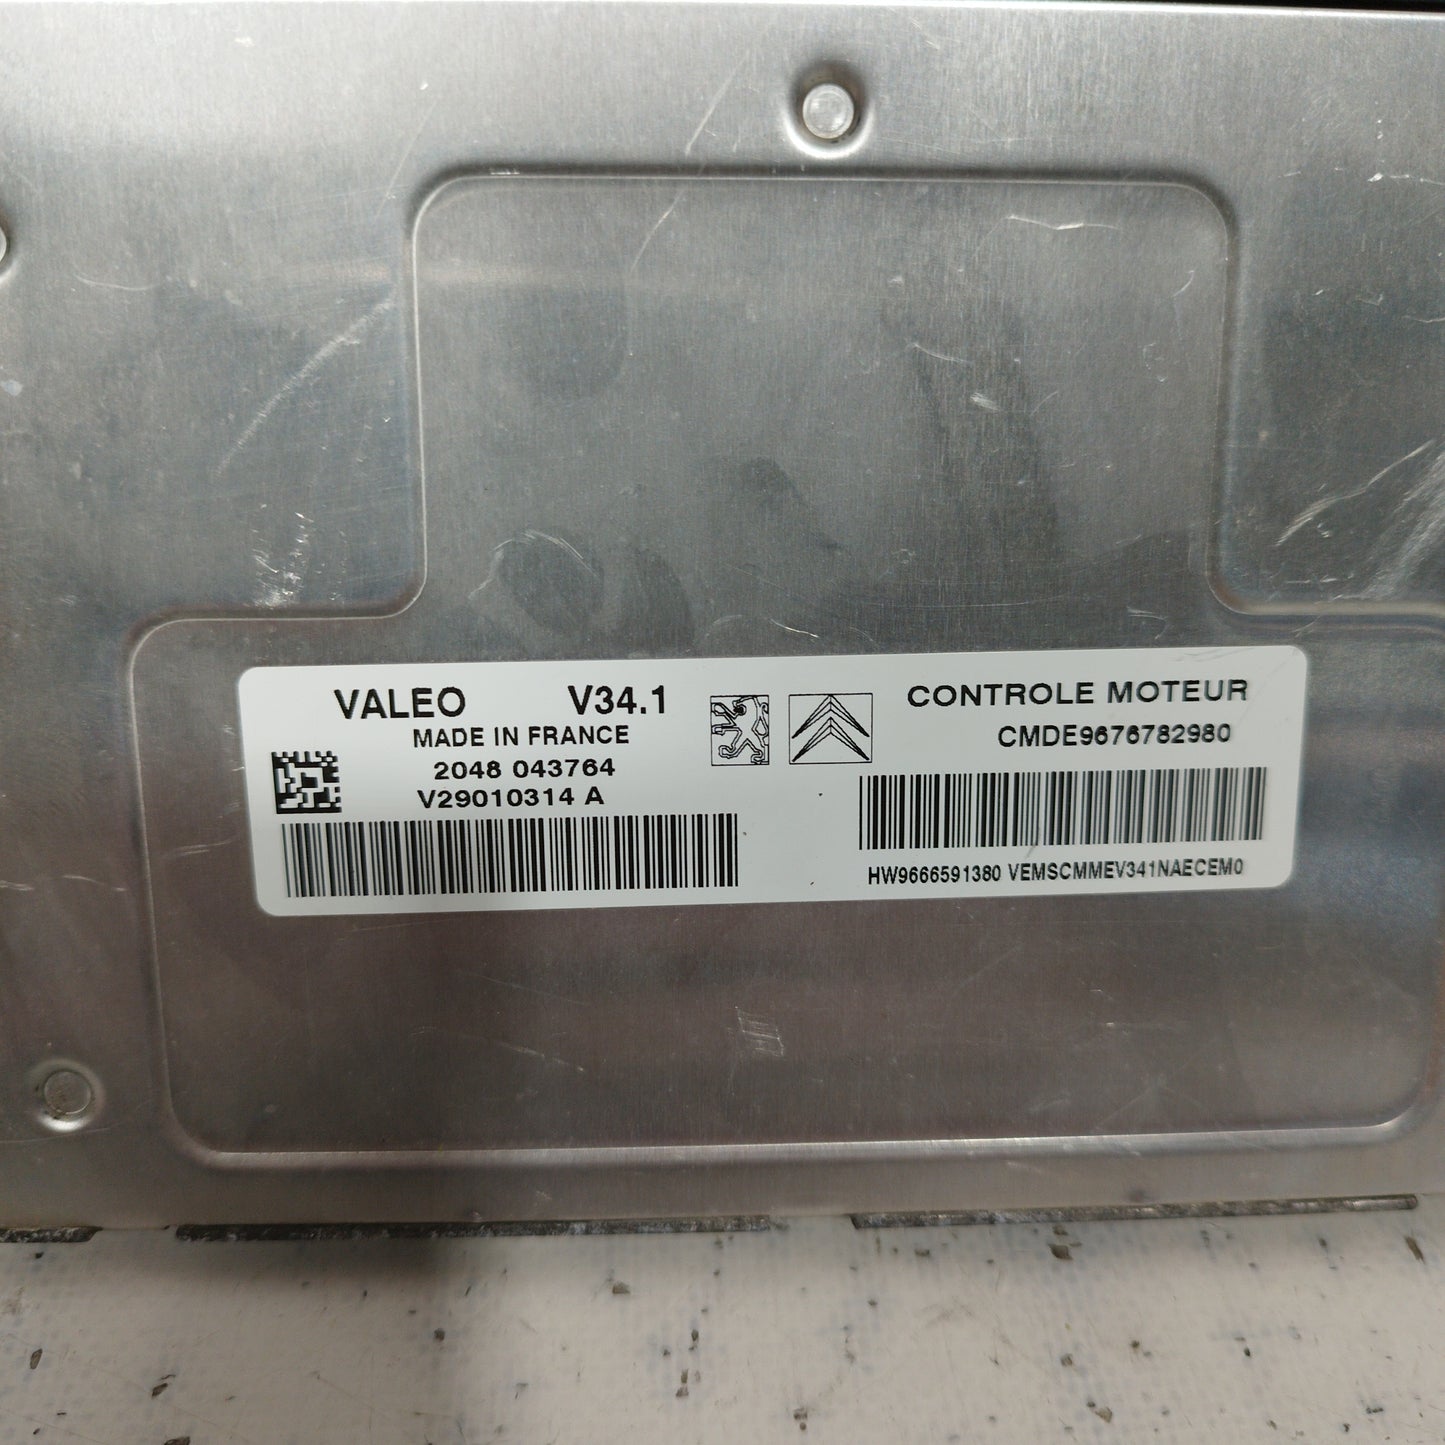 VALEO V34.1
MADE IN FRANCE
2048 043764
V29010314 A
CONTROLE MOTEUR
CMDE9676782980
HW9666591380 VEMSCMMEV341NAECEM0